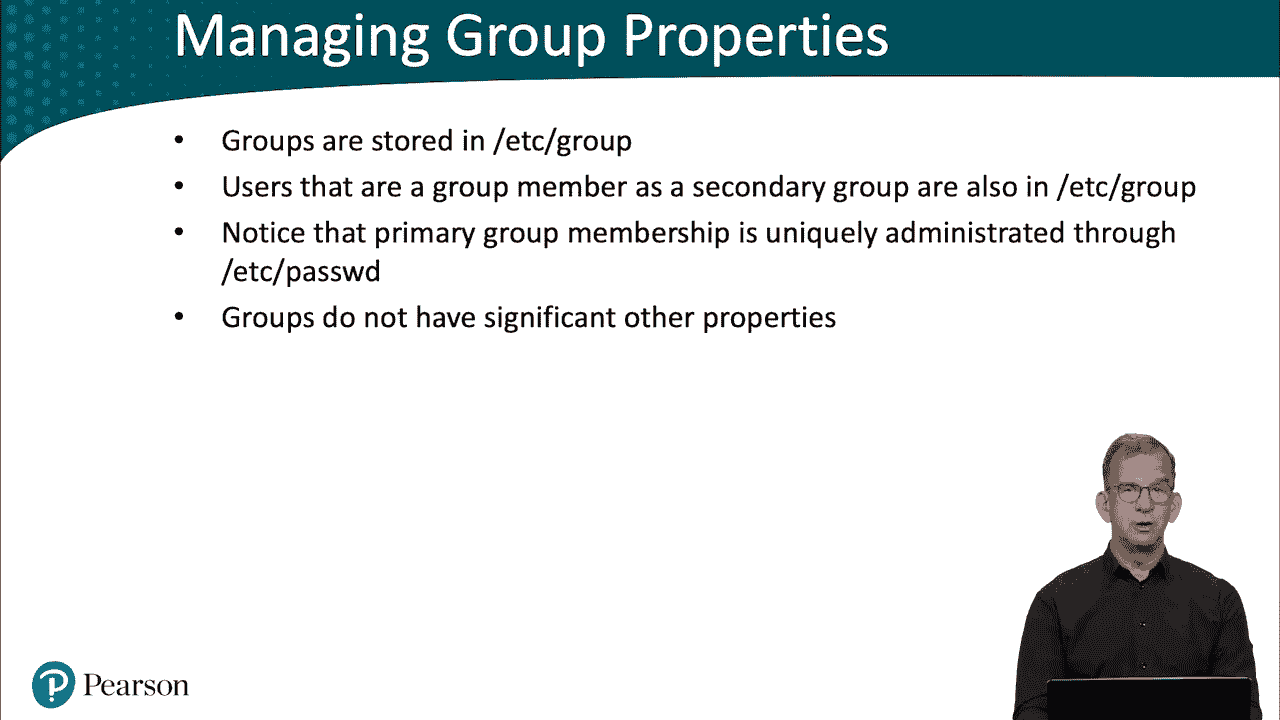 Managing Group Properties
• Groups are stored in /etc/group
• Users that are a group member as a secondary group are also in /etc/group
• Notice that primary group membership is uniquely administrated through
/etc/passwd
• Groups do not have significant other properties
Pearson